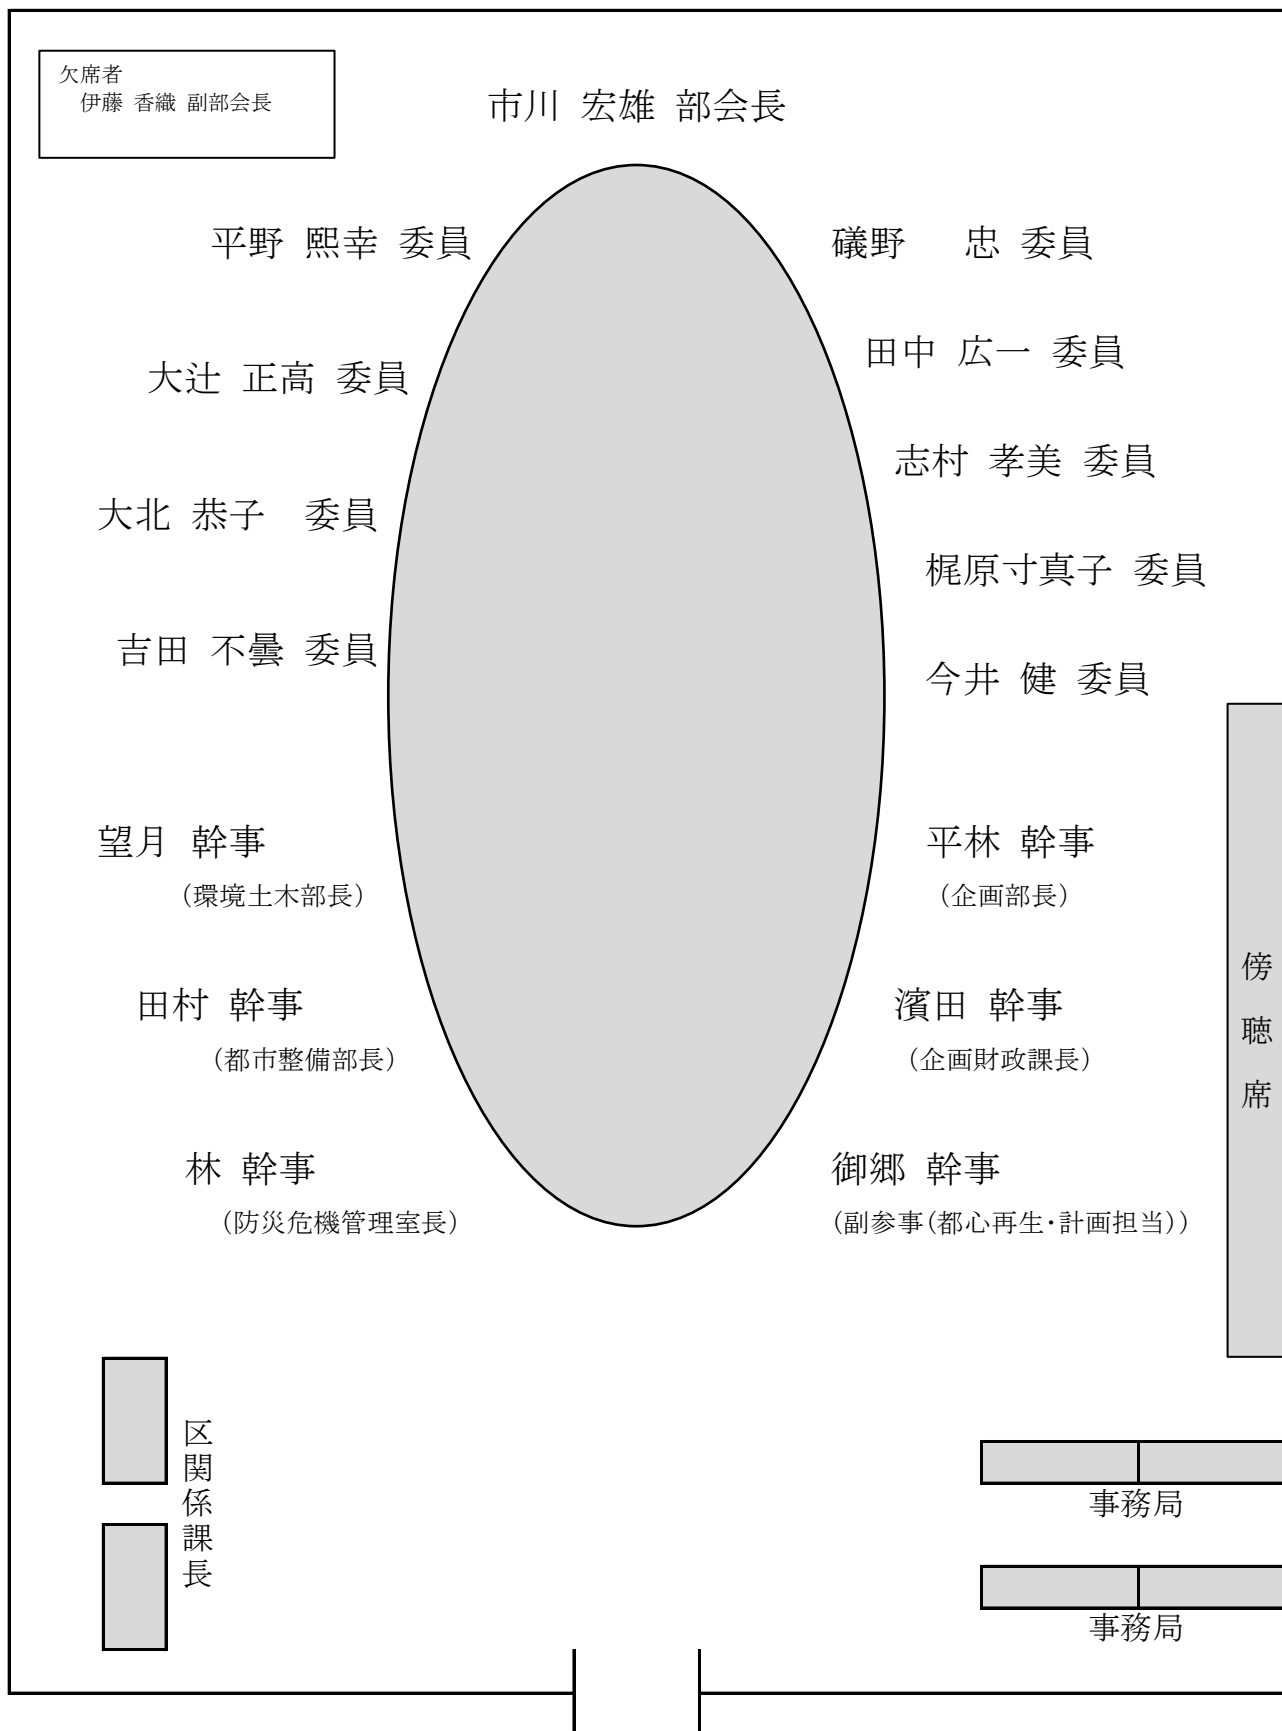 欠席者
伊藤 香織 副部会長
市川 宏雄 部会長
平野 熙幸 委員
大辻 正高 委員
大北 恭子 委員
吉田 不曇 委員
望月 幹事
(環境土木部長)
田村 幹事
(都市整備部長)
林 幹事
(防災危機管理室長)
礒野 忠 委員
田中 広一 委員
志村 孝美 委員
梶原寸真子 委員
今井 健 委員
平林 幹事
(企画部長)
濱田 幹事
(企画財政課長)
御郷 幹事
(副参事(都心再生・計画担当))
傍聴席
区関係課長
事務局
事務局